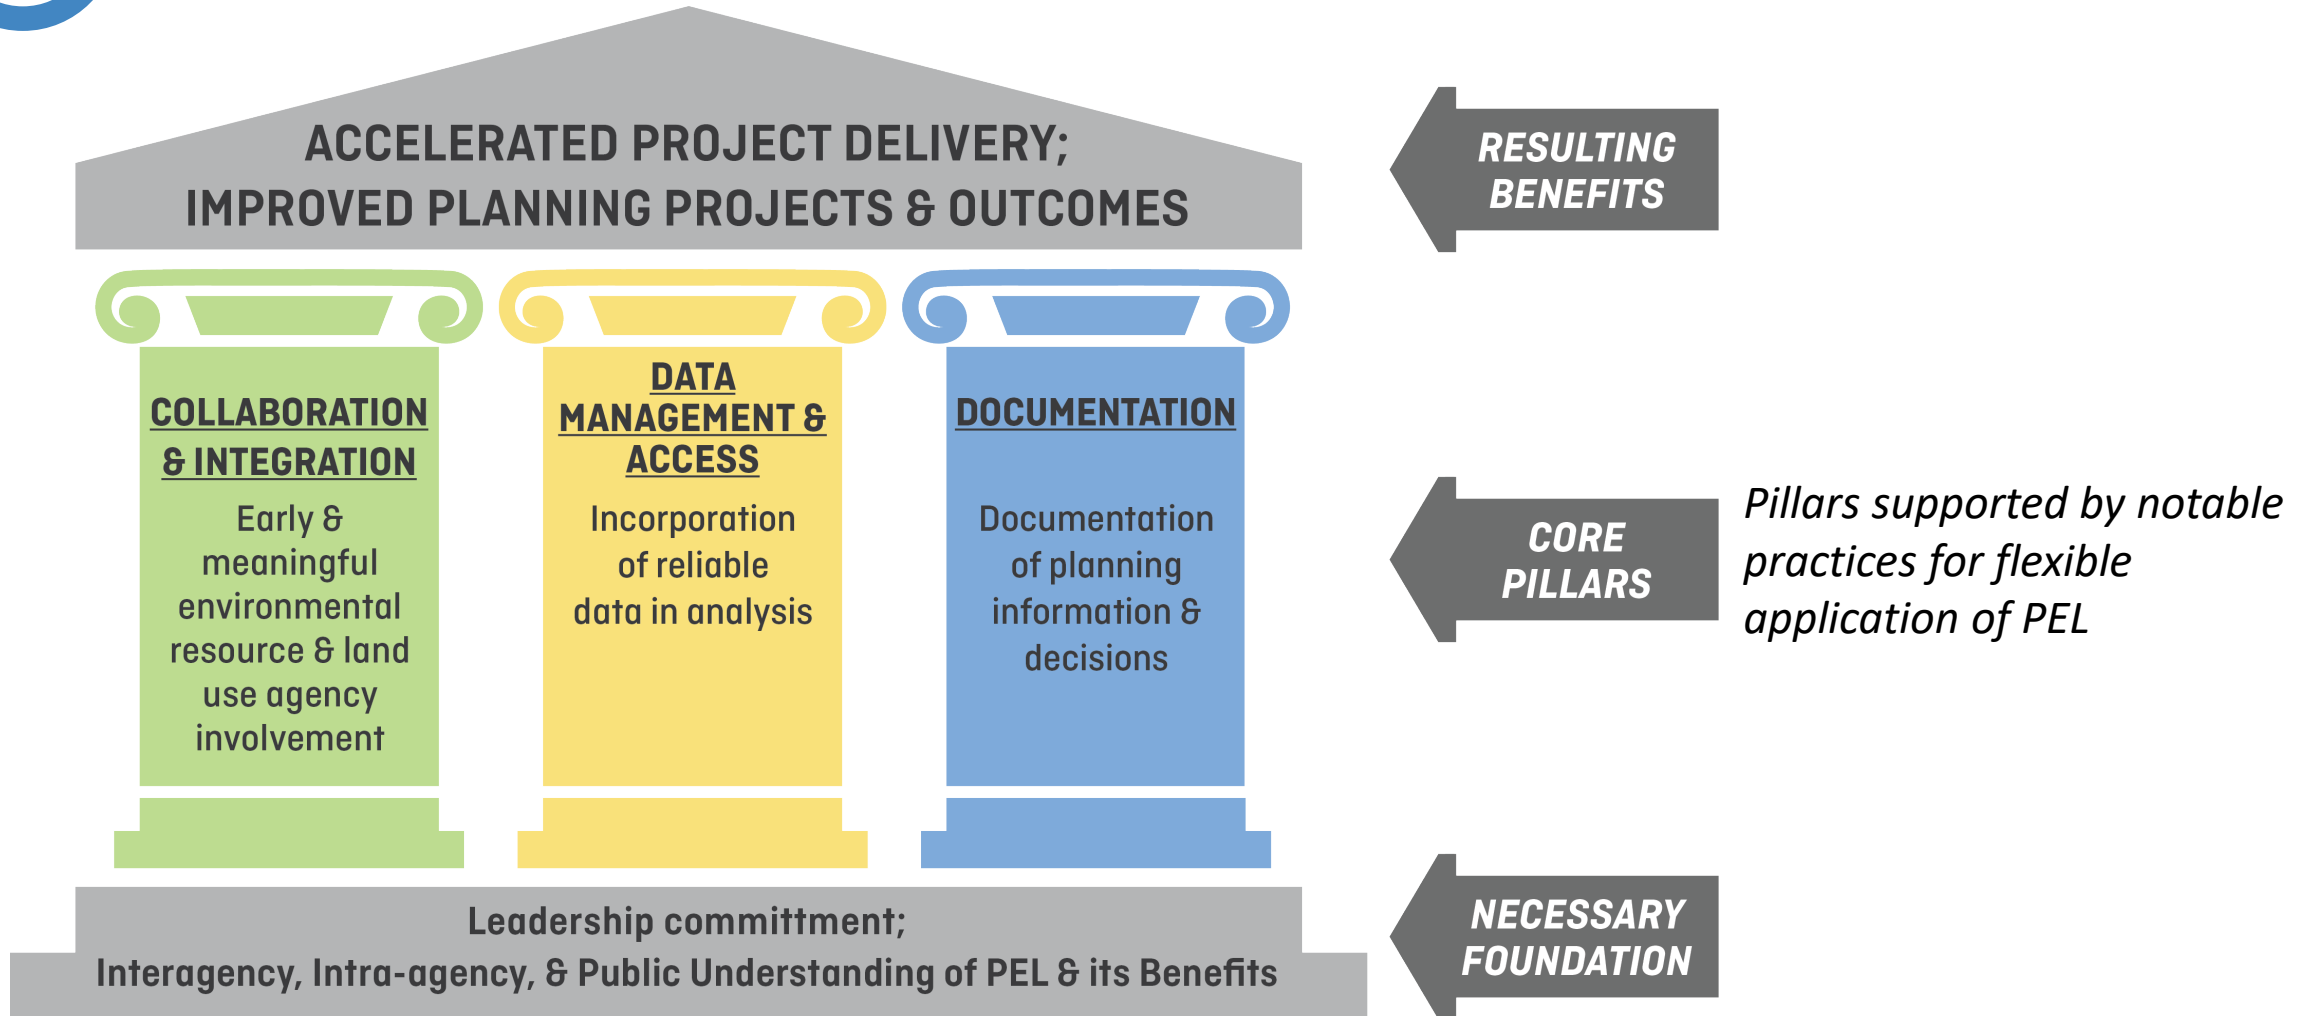 ACCELERATED PROJECT DELIVERY;
IMPROVED PLANNING PROJECTS & OUTCOMES
RESULTING
BENEFITS
COLLABORATION
& INTEGRATION
Early &
meaningful
environmental
resource & land
use agency
involvement
DATA
MANAGEMENT &
ACCESS
Incorporation
of reliable
data in analysis
DOCUMENTATION
Documentation
of planning
information &
decisions
CORE
PILLARS
Pillars supported by notable
practices for flexible
application of PEL
Leadership committment;
Interagency, Intra-agency, & Public Understanding of PEL & its Benefits
NECESSARY
FOUNDATION